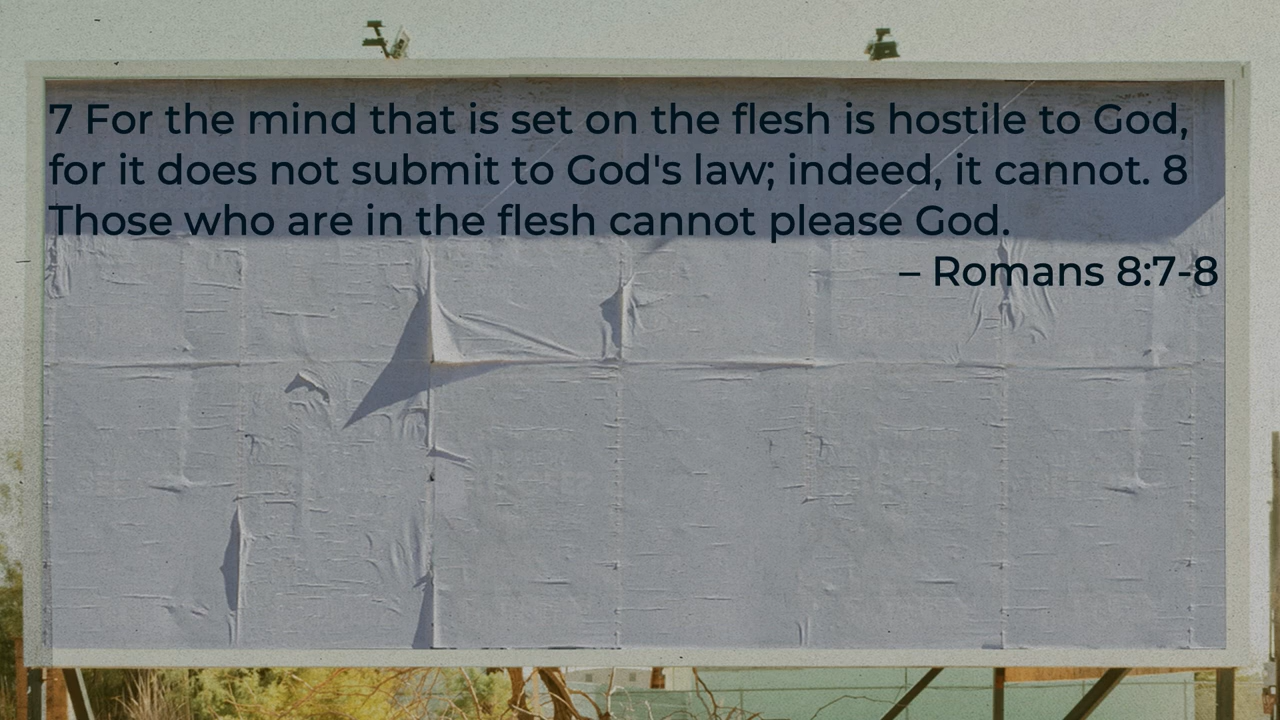 7 For the mind that is set on the flesh is hostile to God,
for it does not submit to God's law; indeed, it cannot. 8
Those who are in the flesh cannot please God.
– Romans 8:7-8